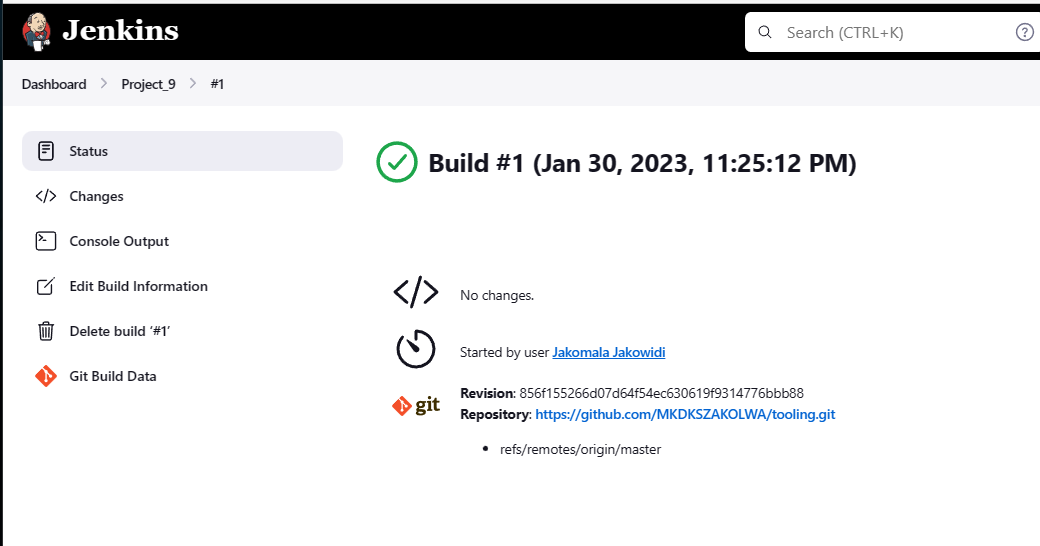 Jenkins
Search (CTRL+K)
?
Dashboard > Project_9 > #1
Status
Changes
Console Output
Edit Build Information
Delete build ‘#1’
Git Build Data
Build #1 (Jan 30, 2023, 11:25:12 PM)
No changes.
Started by user Jakomala Jakowidi
git
Revision: 856f155266d07d64f54ec630619f9314776bbb88
Repository: https://github.com/MKDKSZAKOLWA/tooling.git
• refs/remotes/origin/master